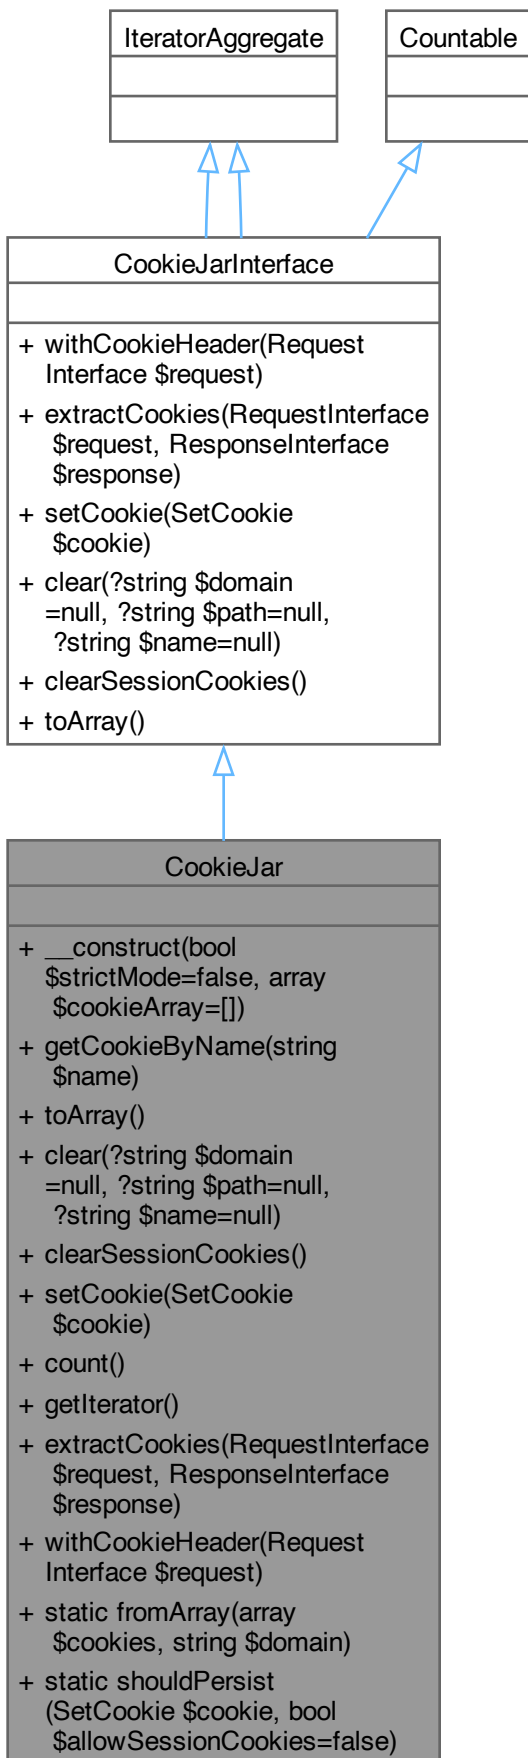 IteratorAggregate
Countable
CookieJarInterface
+ withCookieHeader(Request
Interface $request)
+ extractCookies(RequestInterface
$request, ResponseInterface
$response)
+ setCookie(SetCookie
$cookie)
+ clear(?string $domain
=null, ?string $path=null,
?string $name=null)
+ clearSessionCookies()
+ toArray()
CookieJar
+ __construct(bool
$strictMode=false, array
$cookieArray=[])
+ getCookieByName(string
$name)
+ toArray()
+ clear(?string $domain
=null, ?string $path=null,
?string $name=null)
+ clearSessionCookies()
+ setCookie(SetCookie
$cookie)
+ count()
+ getIterator()
+ extractCookies(RequestInterface
$request, ResponseInterface
$response)
+ withCookieHeader(Request
Interface $request)
+ static fromArray(array
$cookies, string $domain)
+ static shouldPersist
(SetCookie $cookie, bool
$allowSessionCookies=false)